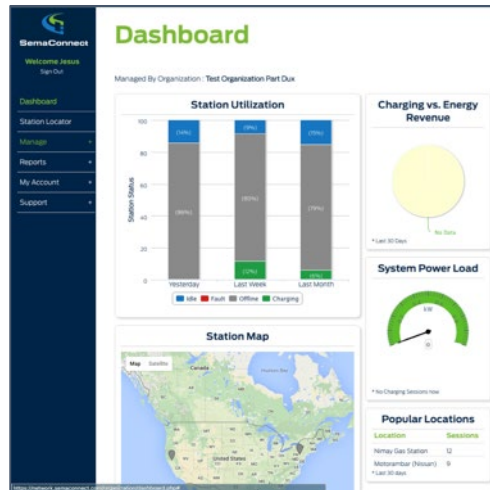 SemaConnect
Welcome Jesus
Sign Out
Dashboard
Station Locator
Manage
Reports
My Account
Support
Dashboard
Managed By Organization : Test Organization Part Dux
Station Utilization
Station Status
100
80
60
40
20
0
(14%)
(86%)
(9%)
(80%)
(12%)
(15%)
(79%)
(6%)
Yesterday
Last Week
Last Month
Idle
Fault
Offline
Charging
Charging vs. Energy
Revenue
No Data
* Last 30 Days
System Power Load
kW
0
* No Charging Sessions now
Station Map
Map
Satellite
Canada
Hudson Bay
United States
Popular Locations
Location Sessions
Nimay Gas Station 12
Motorambar (Nissan) 9
* Last 30 days